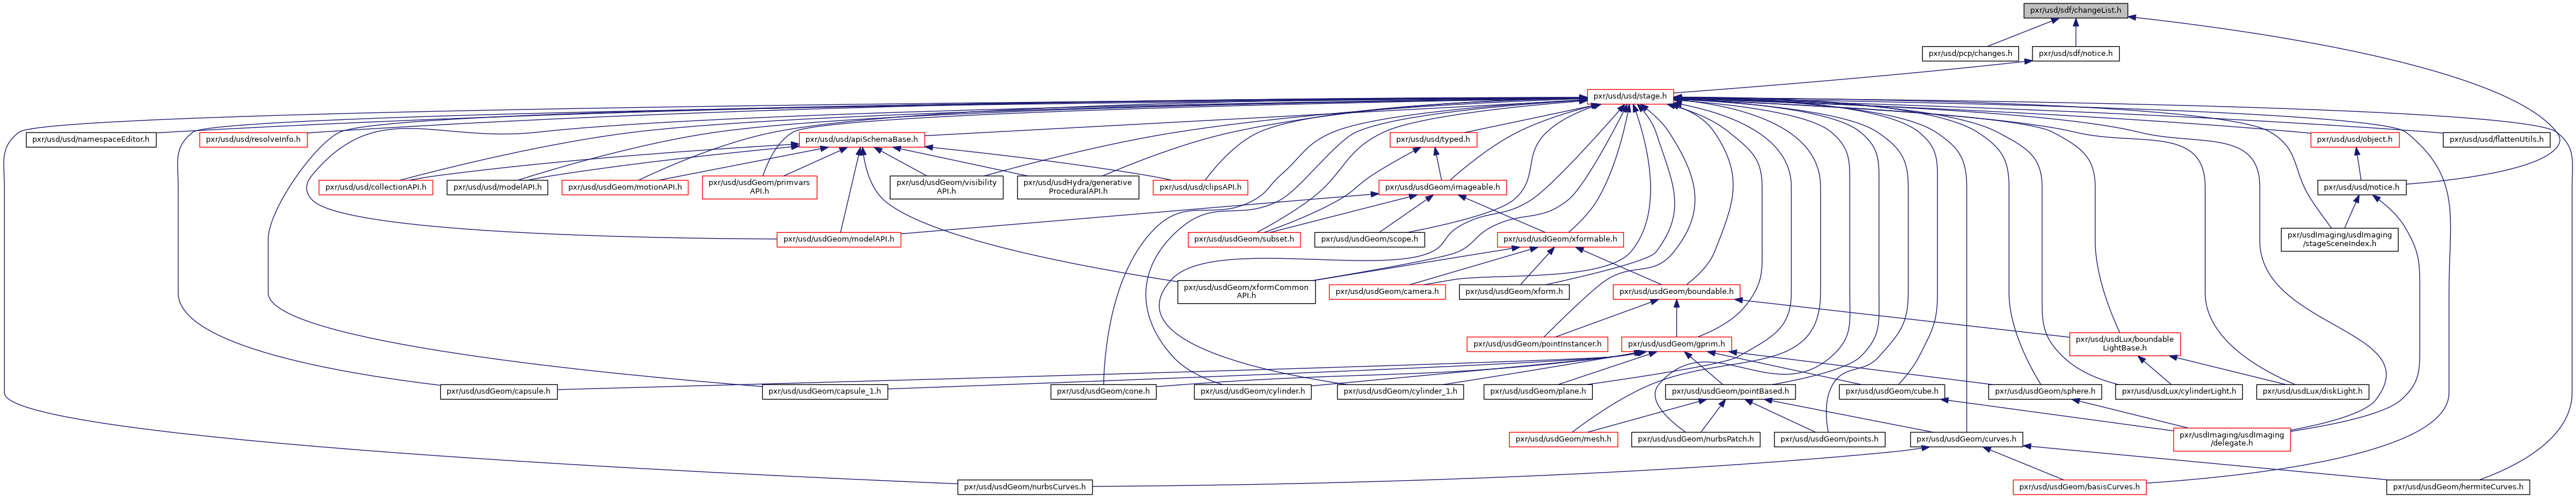 pxr/usd/sdf/changeList.h
pxr/usd/pcp/changes.h
pxr/usd/sdf/notice.h
pxr/usd/usd/stage.h
pxr/usd/usd/namespaceEditor.h
pxr/usd/usd/resolveInfo.h
pxr/usd/usd/apiSchemaBase.h
pxr/usd/usd/typed.h
pxr/usd/usd/object.h
pxr/usd/usd/flattenUtils.h
pxr/usd/usd/collectionAPI.h
pxr/usd/usd/modelAPI.h
pxr/usd/usdGeom/motionAPI.h
pxr/usd/usdGeom/primvars
API.h
pxr/usd/usdGeom/visibility
API.h
pxr/usd/usdHydra/generative
ProceduralAPI.h
pxr/usd/usd/clipsAPI.h
pxr/usd/usdGeom/imageable.h
pxr/usd/usd/notice.h
pxr/usd/usdGeom/modelAPI.h
pxr/usd/usdGeom/subset.h
pxr/usd/usdGeom/scope.h
pxr/usd/usdGeom/xformable.h
pxr/usdImaging/usdImaging
/stageSceneIndex.h
pxr/usd/usdGeom/xformCommon
API.h
pxr/usd/usdGeom/camera.h
pxr/usd/usdGeom/xform.h
pxr/usd/usdGeom/boundable.h
pxr/usd/usdGeom/pointInstancer.h
pxr/usd/usdGeom/gprim.h
pxr/usd/usdLux/boundable
LightBase.h
pxr/usd/usdGeom/capsule.h
pxr/usd/usdGeom/capsule_1.h
pxr/usd/usdGeom/cone.h
pxr/usd/usdGeom/cylinder.h
pxr/usd/usdGeom/cylinder_1.h
pxr/usd/usdGeom/plane.h
pxr/usd/usdGeom/pointBased.h
pxr/usd/usdGeom/cube.h
pxr/usd/usdGeom/sphere.h
pxr/usd/usdLux/cylinderLight.h
pxr/usd/usdLux/diskLight.h
pxr/usd/usdGeom/mesh.h
pxr/usd/usdGeom/nurbsPatch.h
pxr/usd/usdGeom/points.h
pxr/usd/usdGeom/curves.h
pxr/usdImaging/usdImaging
/delegate.h
pxr/usd/usdGeom/nurbsCurves.h
pxr/usd/usdGeom/basisCurves.h
pxr/usd/usdGeom/hermiteCurves.h